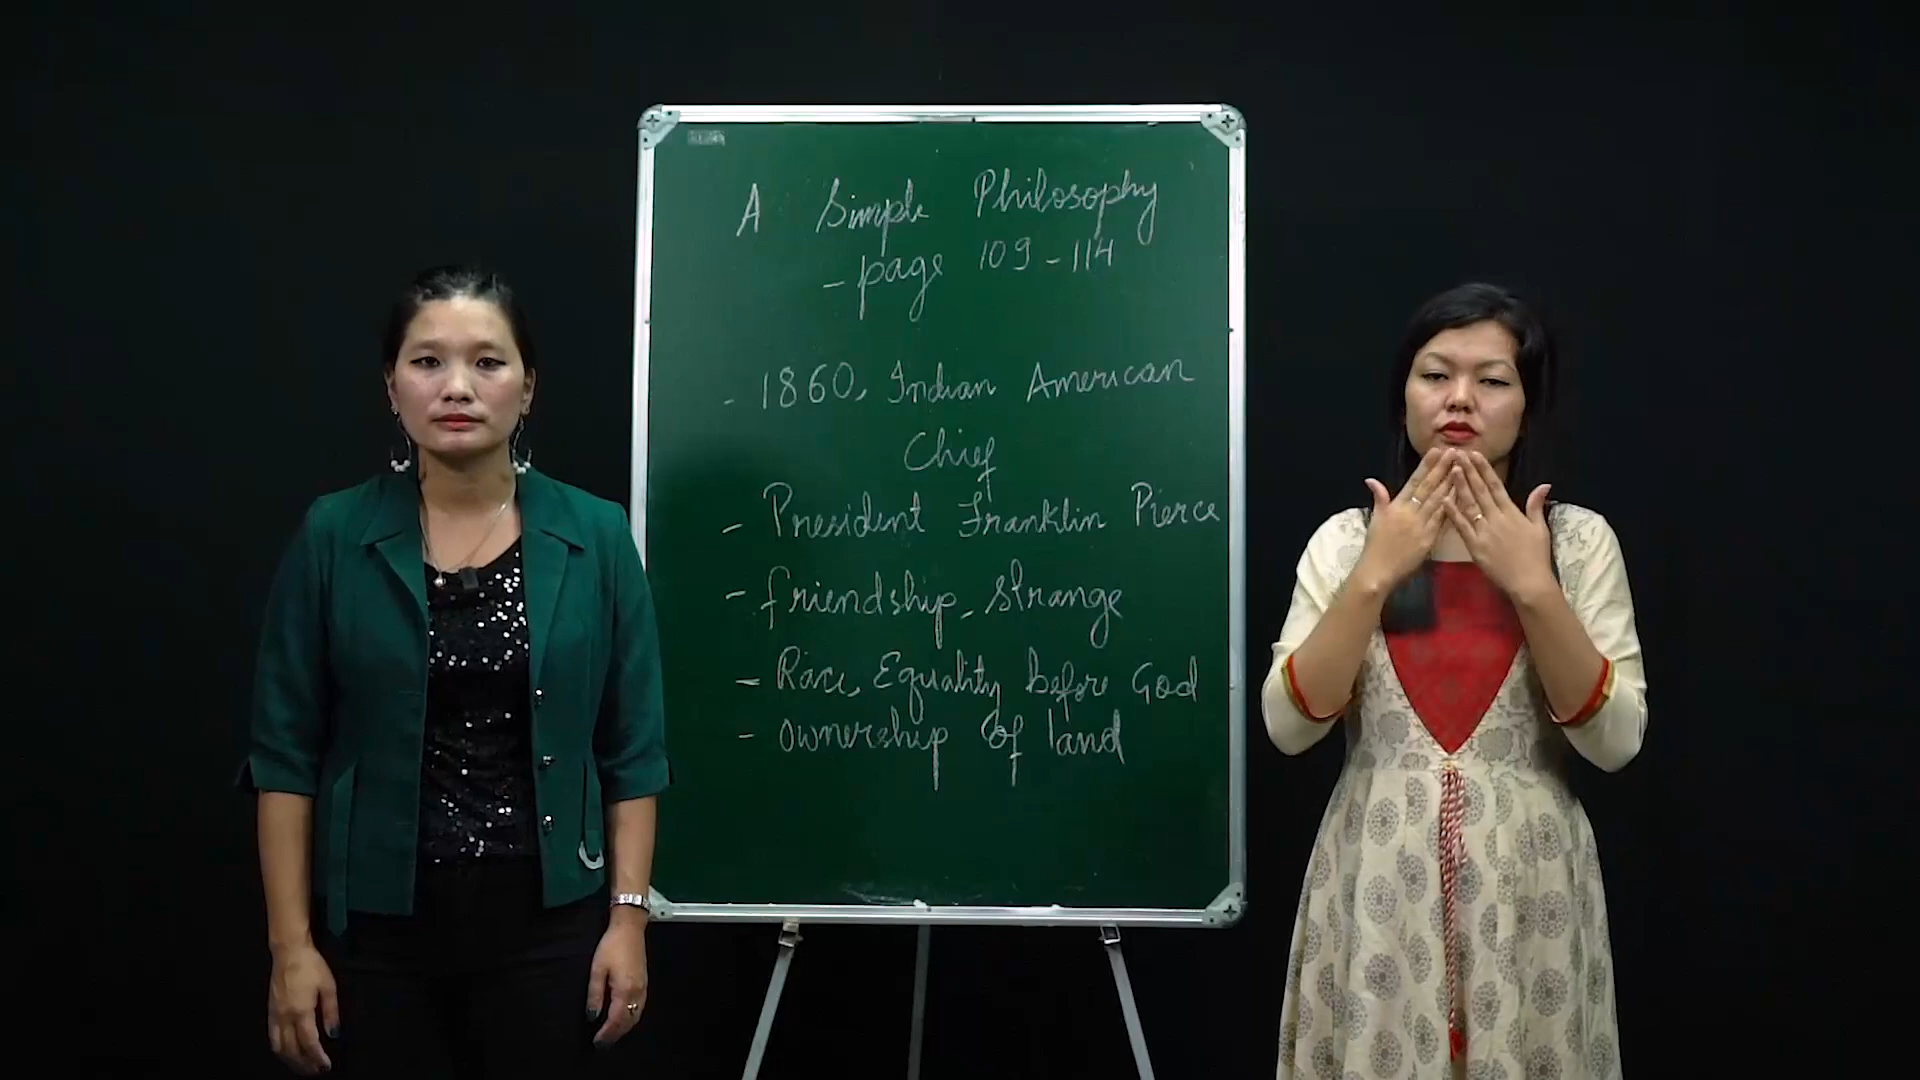 A Simple Philosophy
- page 109 - 114
- 1860, Indian American
Chief
- President Franklin Pierce
- friendship, strange
- Race, Equality before God
- ownership of land